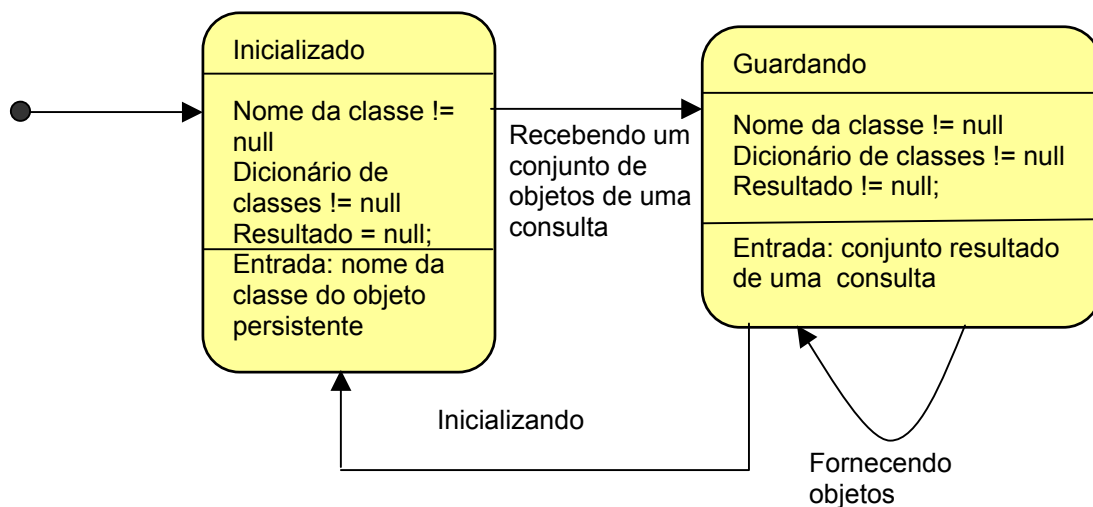 Inicializado
Nome da classe !=
null
Dicionário de
classes != null
Resultado = null;
Entrada: nome da
classe do objeto
persistente
Recebendo um
conjunto de
objetos de uma
consulta
Guardando
Nome da classe != null
Dicionário de classes != null
Resultado != null;
Entrada: conjunto resultado
de uma consulta
Inicializando
Fornecendo
objetos